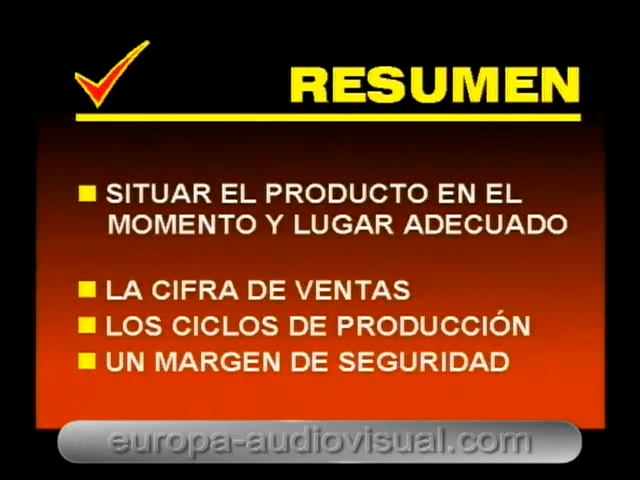 RESUMEN
SITUAR EL PRODUCTO EN EL
MOMENTO Y LUGAR ADECUADO
LA CIFRA DE VENTAS
LOS CICLOS DE PRODUCCIÓN
UN MARGEN DE SEGURIDAD
europa-audiovisual.com